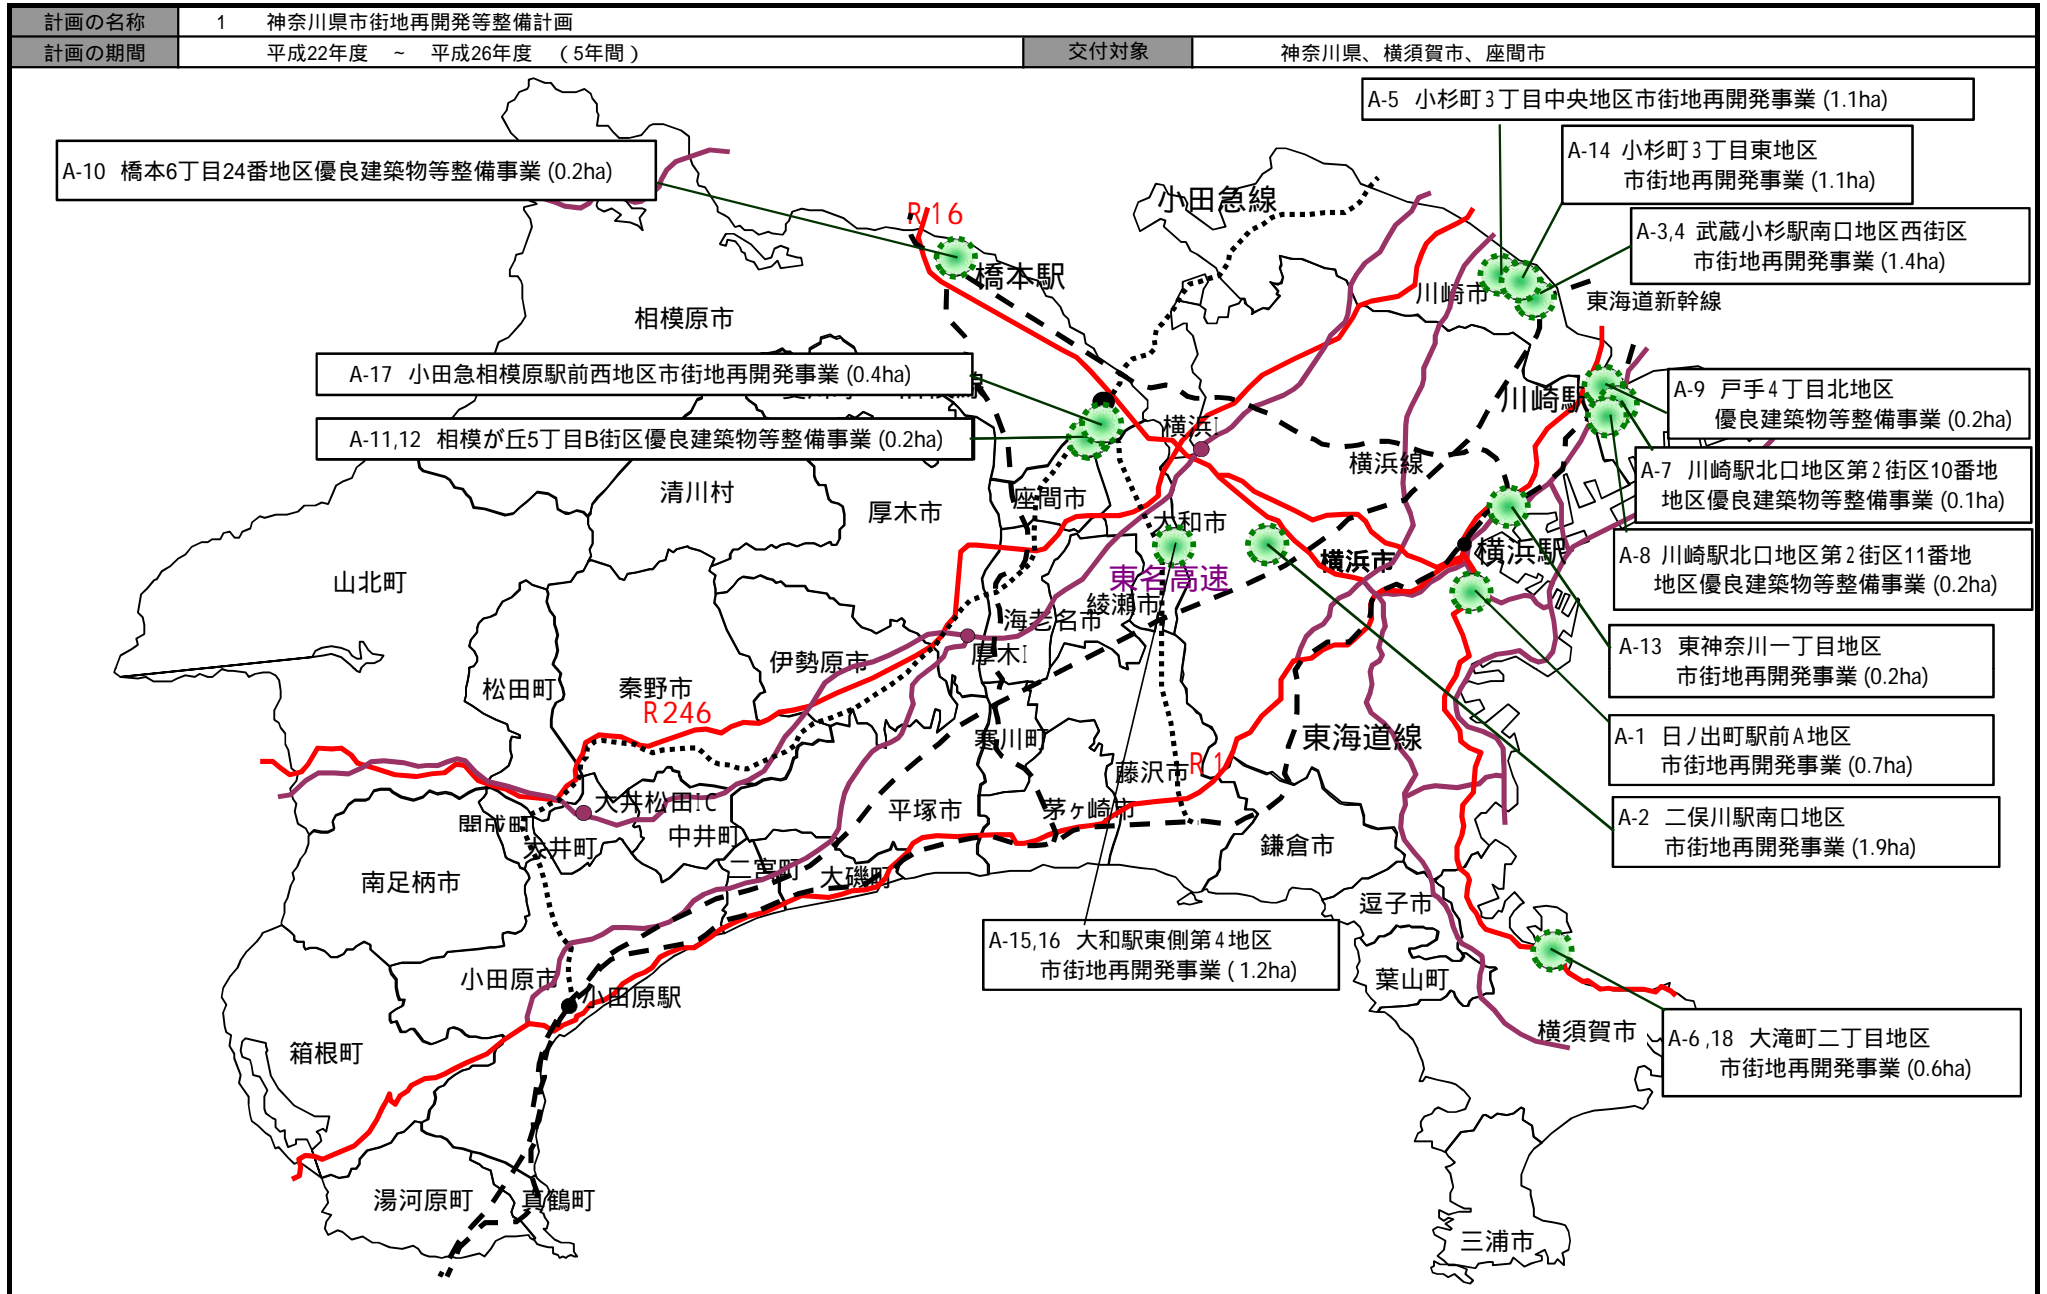 計画の名称 1 神奈川県市街地再開発等整備計画
計画の期間 平成22年度 ~ 平成26年度 (5年間) 交付対象 神奈川県、横須賀市、座間市
A-5 小杉町3丁目中央地区市街地再開発事業 (1.1ha)
A-14 小杉町3丁目東地区
市街地再開発事業 (1.1ha)
A-10 橋本6丁目24番地区優良建築物等整備事業 (0.2ha)
小田急線
R16
A-3,4 武蔵小杉駅南口地区西街区
市街地再開発事業 (1.4ha)
橋本駅
川崎市
東海道新幹線
相模原市
A-17 小田急相模原駅前西地区市街地再開発事業 (0.4ha)
川崎駅
A-9 戸手4丁目北地区
優良建築物等整備事業 (0.2ha)
A-11,12 相模が丘5丁目B街区優良建築物等整備事業 (0.2ha)
横浜I
横浜線
A-7 川崎駅北口地区第2街区10番地
地区優良建築物等整備事業 (0.1ha)
清川村
厚木市
座間市
大和市
横浜駅
横浜市
A-8 川崎駅北口地区第2街区11番地
地区優良建築物等整備事業 (0.2ha)
山北町
東名高速
綾瀬市
海老名市
厚木I
伊勢原市
A-13 東神奈川一丁目地区
市街地再開発事業 (0.2ha)
松田町
秦野市
R246
寒川町
東海道線
A-1 日ノ出町駅前A地区
市街地再開発事業 (0.7ha)
藤沢市
R1
大井松田IC
平塚市
茅ヶ崎市
開成町
大井町
中井町
A-2 二俣川駅南口地区
市街地再開発事業 (1.9ha)
鎌倉市
二宮町
大磯町
南足柄市
逗子市
A-15,16 大和駅東側第4地区
市街地再開発事業 (1.2ha)
小田原市
小田原駅
葉山町
横須賀市
A-6,18 大滝町二丁目地区
市街地再開発事業 (0.6ha)
箱根町
湯河原町
真鶴町
三浦市